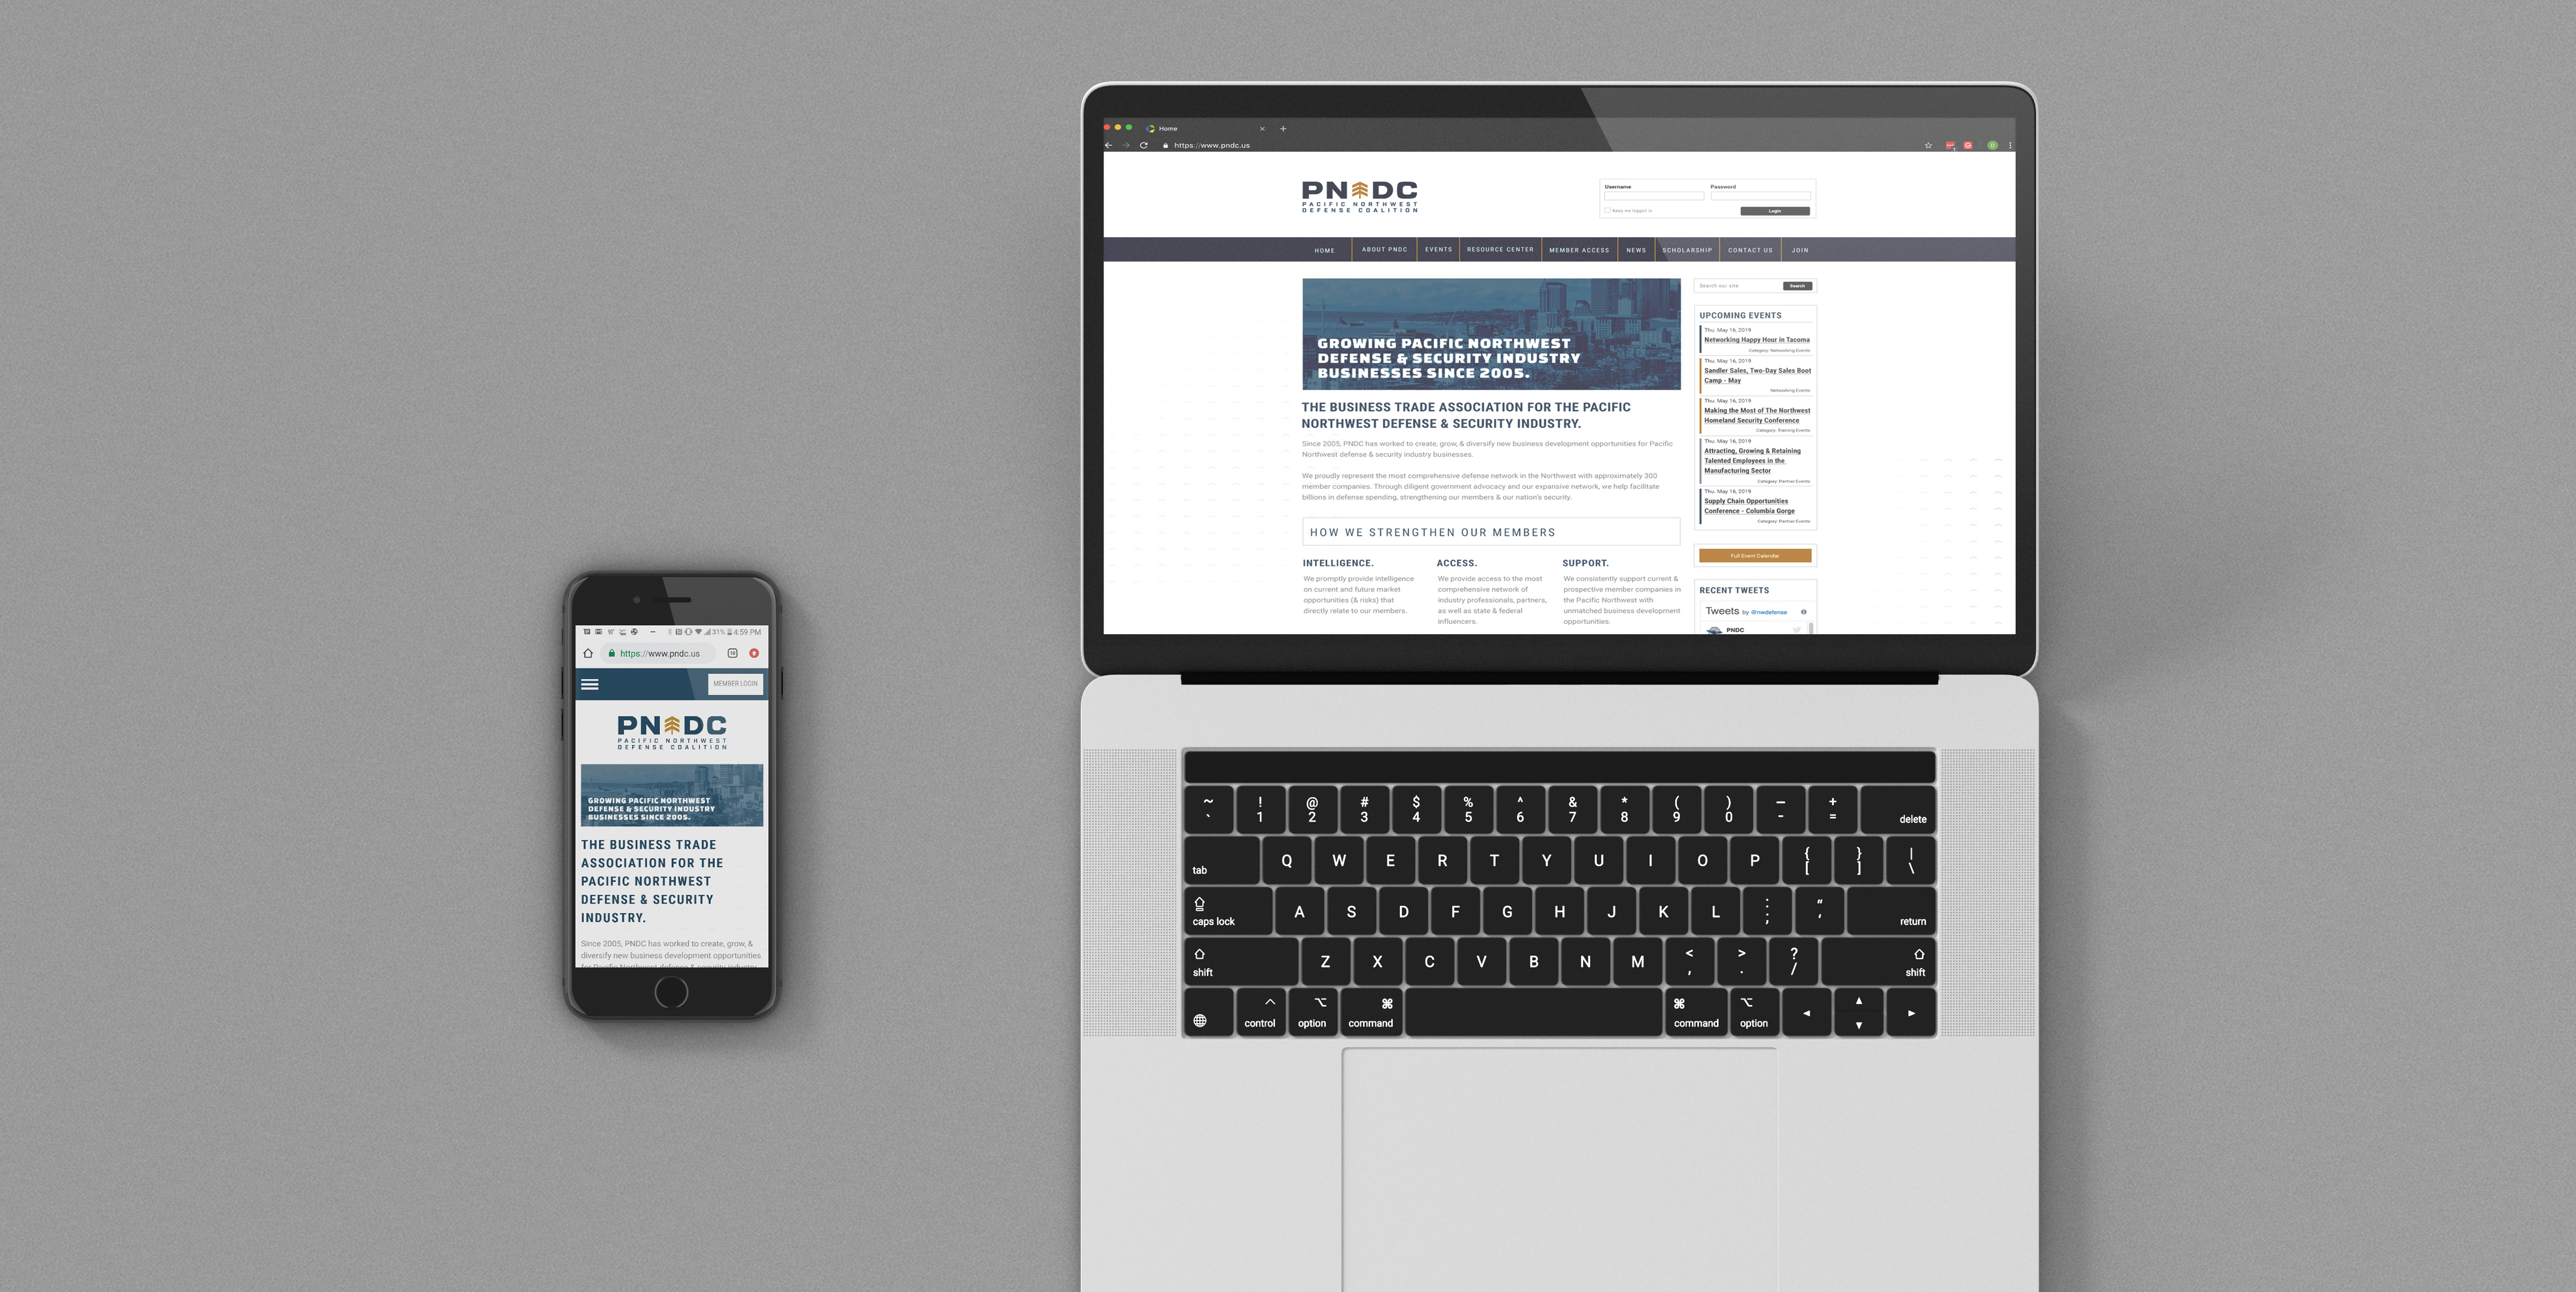 31% 4:59 PM
https://www.pndc.us
MEMBER LOGIN
PNDC
PACIFIC NORTHWEST
DEFENSE COALITION
GROWING PACIFIC NORTHWEST
DEFENSE & SECURITY INDUSTRY
BUSINESSES SINCE 2005.
THE BUSINESS TRADE
ASSOCIATION FOR THE
PACIFIC NORTHWEST
DEFENSE & SECURITY
INDUSTRY.
Since 2005, PNDC has worked to create, grow, &
diversify new business development opportunities
for Pacific Northwest defense & security industry
Home
https://www.pndc.us
PNDC
PACIFIC NORTHWEST
DEFENSE COALITION
Username Password
Keep me logged in Login
HOME ABOUT PNDC EVENTS RESOURCE CENTER MEMBER ACCESS NEWS SCHOLARSHIP CONTACT US JOIN
GROWING PACIFIC NORTHWEST
DEFENSE & SECURITY INDUSTRY
BUSINESSES SINCE 2005.
THE BUSINESS TRADE ASSOCIATION FOR THE PACIFIC
NORTHWEST DEFENSE & SECURITY INDUSTRY.
Since 2005, PNDC has worked to create, grow, & diversify new business development opportunities for Pacific
Northwest defense & security industry businesses.
We proudly represent the most comprehensive defense network in the Northwest with approximately 300
member companies. Through diligent government advocacy and our expansive network, we help facilitate
billions in defense spending, strengthening our members & our nation's security.
HOW WE STRENGTHEN OUR MEMBERS
INTELLIGENCE.
We promptly provide intelligence
on current and future market
opportunities (& risks) that
directly relate to our members.
ACCESS.
We provide access to the most
comprehensive network of
industry professionals, partners,
as well as state & federal
influencers.
SUPPORT.
We consistently support current &
prospective member companies in
the Pacific Northwest with
unmatched business development
opportunities.
Search our site Search
UPCOMING EVENTS
Thu. May 16, 2019
Networking Happy Hour in Tacoma
Category: Networking Events
Thu. May 16, 2019
Sandler Sales, Two-Day Sales Boot
Camp - May
Networking Events
Thu. May 16, 2019
Making the Most of The Northwest
Homeland Security Conference
Category: Training Events
Thu. May 16, 2019
Attracting, Growing & Retaining
Talented Employees in the
Manufacturing Sector
Category: Partner Events
Thu. May 16, 2019
Supply Chain Opportunities
Conference - Columbia Gorge
Category: Partner Events
Full Event Calendar
RECENT TWEETS
Tweets by @nwdefense
PNDC
~ ! @ # $ % ^ & * ( ) — +
` 1 2 3 4 5 6 7 8 9 0 - = delete
tab Q W E R T Y U I O P { [ } ] | \
caps lock A S D F G H J K L : ; “ ‘ return
shift Z X C V B N M < , > . ? / shift
control option command command option